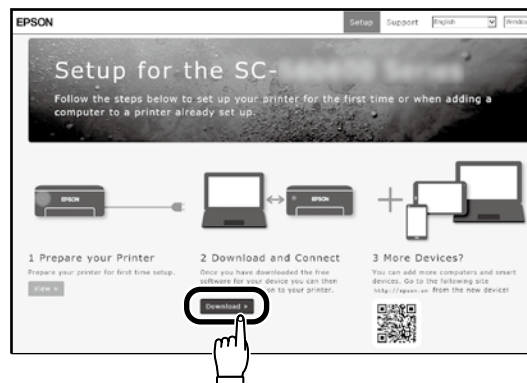 EPSON
Setup Support English Window
Setup for the SC-
Follow the steps below to set up your printer for the first time or when adding a
computer to a printer already set up.
EPSON
EPSON
1 Prepare your Printer
Prepare your printer for first time setup.
View >
2 Download and Connect
Once you have downloaded the free
software for your device you can then
on to your printer.
Download >
3 More Devices?
You can add more computers and smart
devices. Go to the following site
http://epson.sn from the new device!